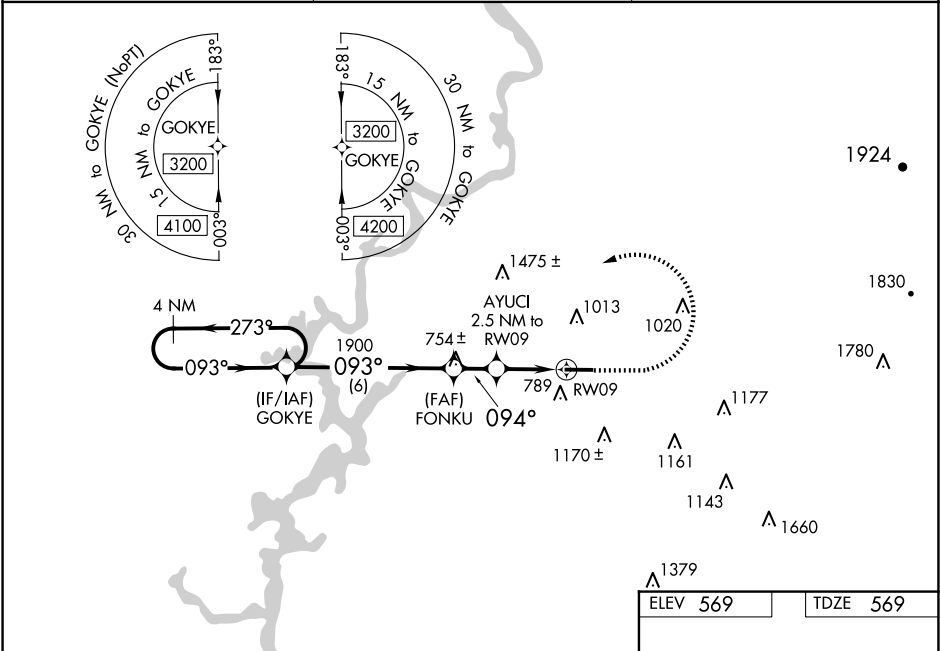 30 NM to GOKYE (NoPT)
15 NM to GOKYE
183°
GOKYE
3200
4100
003°
183°
15 NM to GOKYE
30 NM to GOKYE
3200
GOKYE
4200
003°
1924
1830
1780
1475 ±
1013
1020
AYUCI
2.5 NM to
RW09
754 ±
4 NM
273°
093°
1900
093°
(6)
(IF/IAF)
GOKYE
(FAF)
FONKU
094°
789
RW09
1177
1170 ±
1161
1143
1660
1379
ELEV 569
TDZE 569